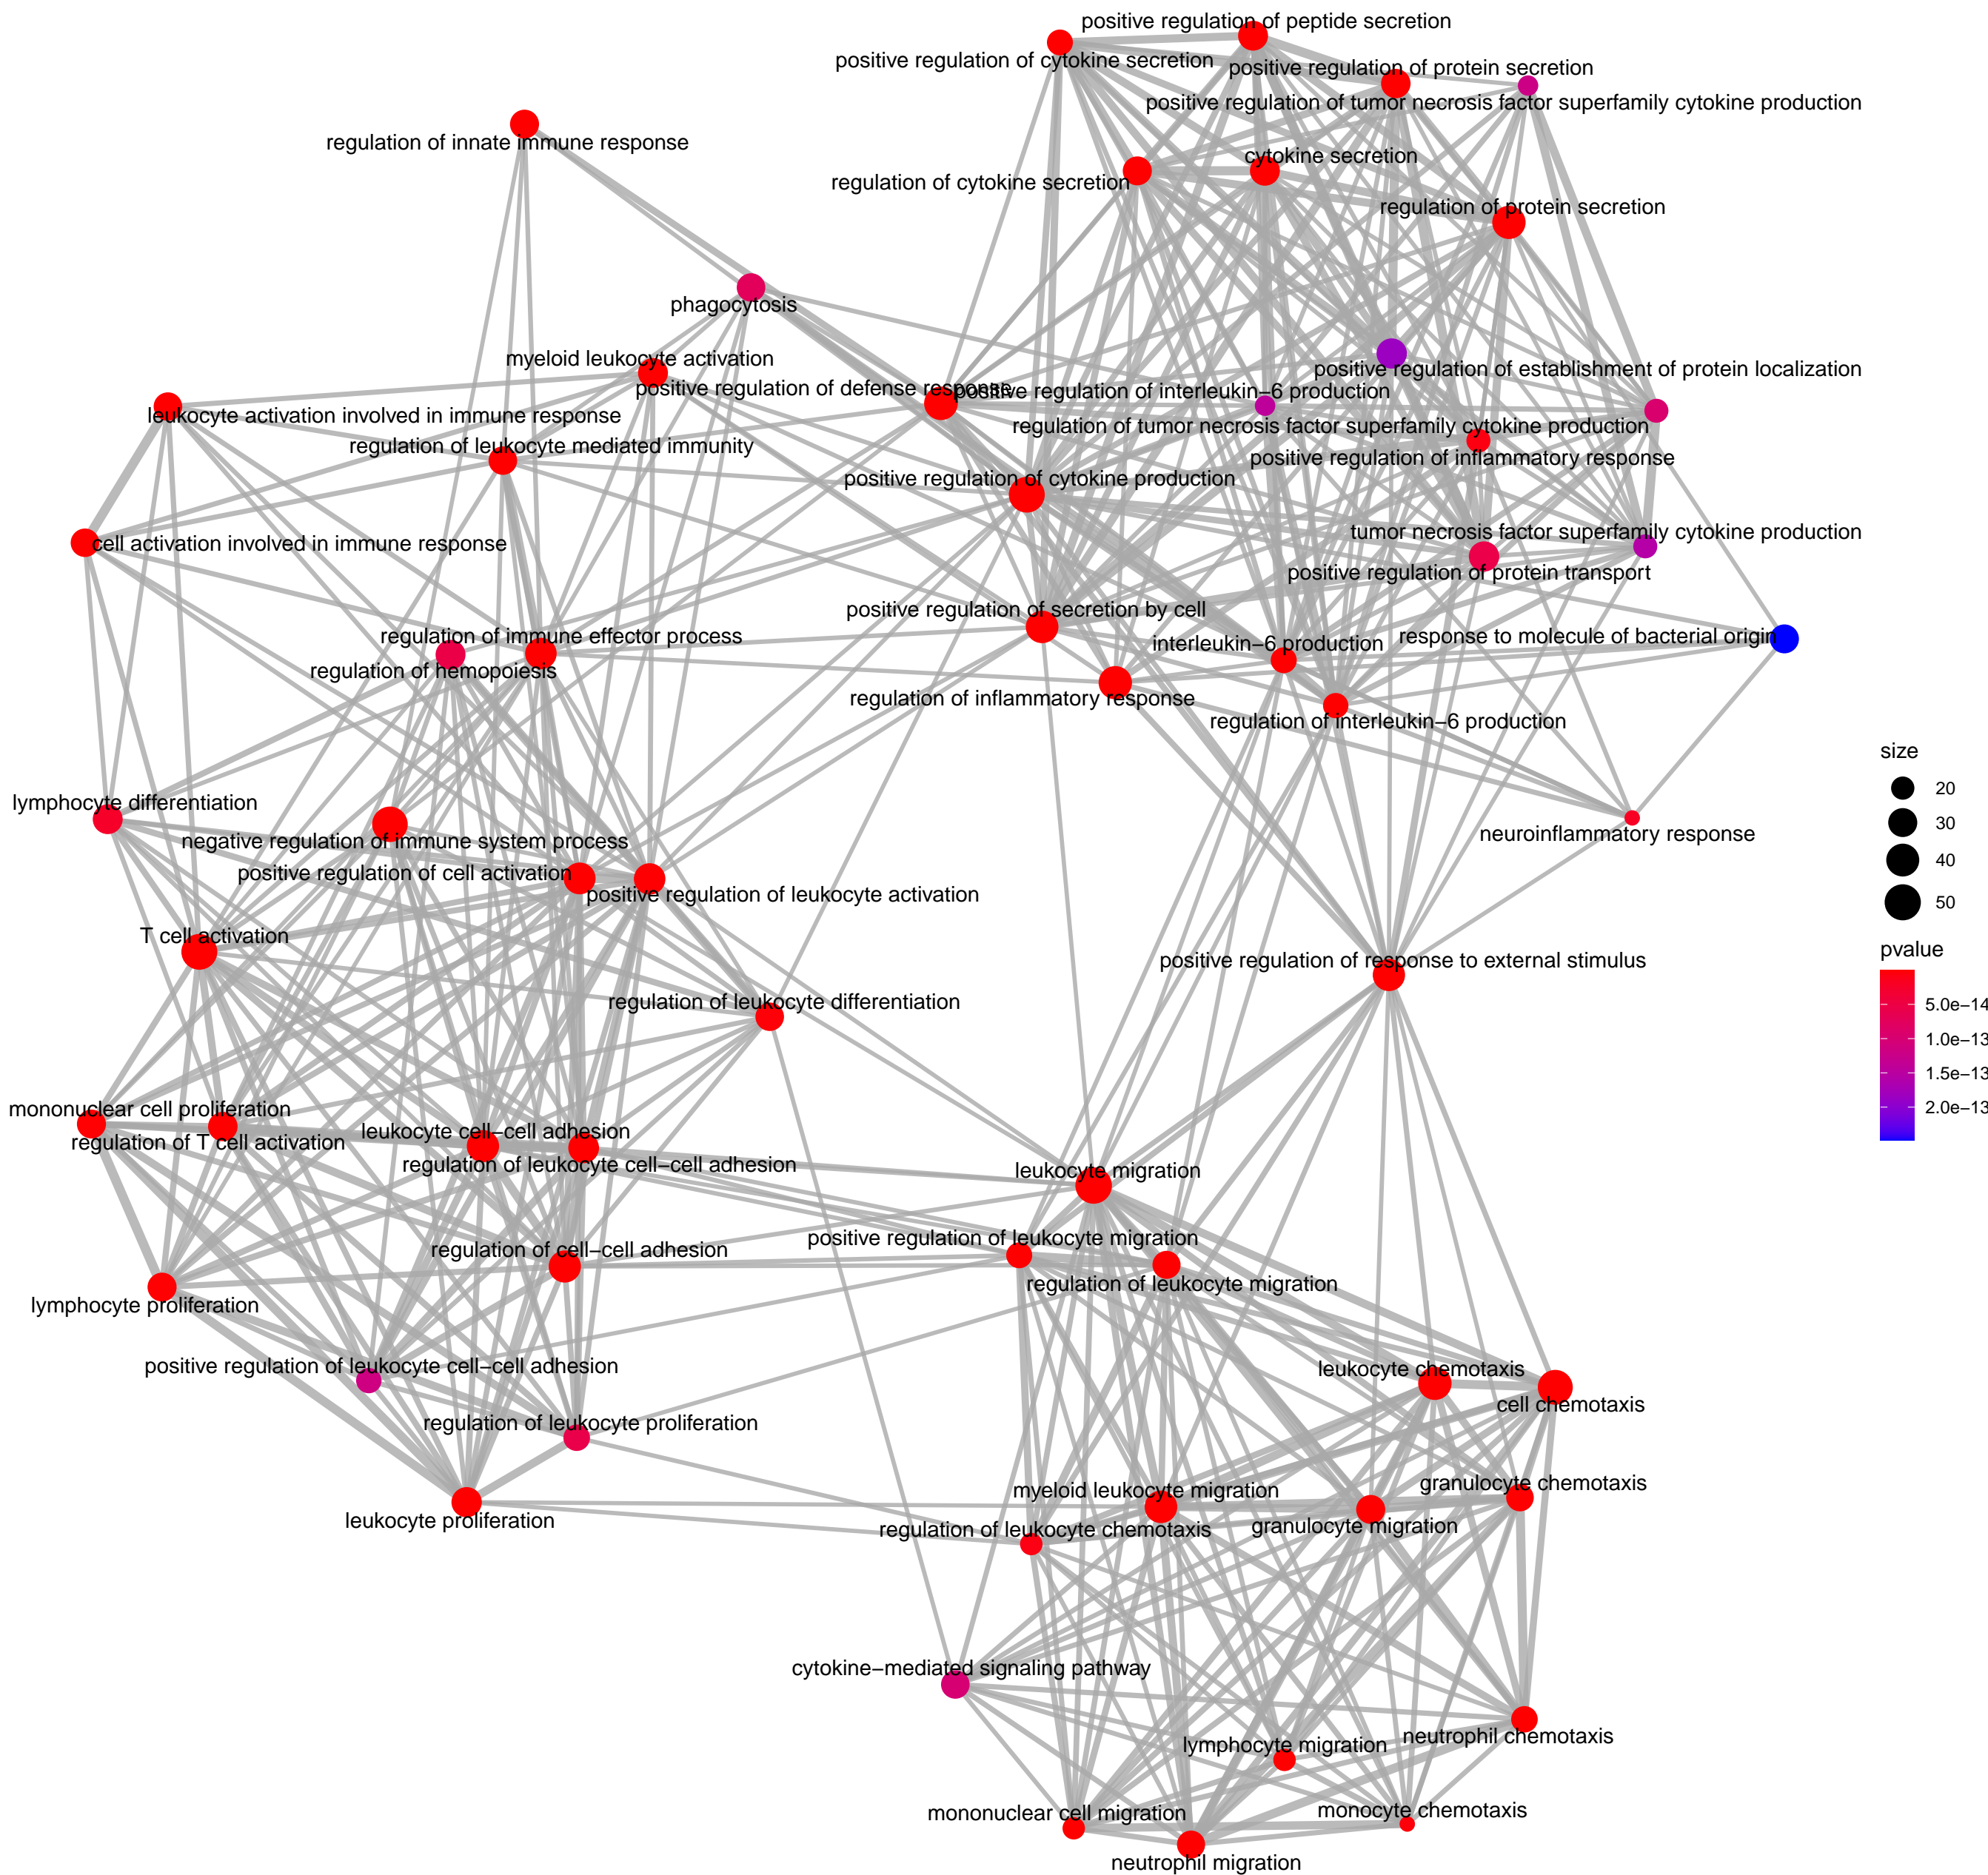 positive regulation of peptide secretion
positive regulation of cytokine secretion
positive regulation of protein secretion
positive regulation of tumor necrosis factor superfamily cytokine production
regulation of innate immune response
cytokine secretion
regulation of cytokine secretion
regulation of protein secretion
phagocytosis
myeloid leukocyte activation
positive regulation of establishment of protein localization
positive regulation of defense response
positive regulation of interleukin−6 production
leukocyte activation involved in immune response
regulation of tumor necrosis factor superfamily cytokine production
regulation of leukocyte mediated immunity
positive regulation of inflammatory response
positive regulation of cytokine production
tumor necrosis factor superfamily cytokine production
cell activation involved in immune response
positive regulation of protein transport
positive regulation of secretion by cell
regulation of immune effector process
response to molecule of bacterial origin
interleukin−6 production
regulation of hemopoiesis
regulation of inflammatory response
regulation of interleukin−6 production
size
20
30
40
50
lymphocyte differentiation
neuroinflammatory response
negative regulation of immune system process
positive regulation of cell activation
positive regulation of leukocyte activation
T cell activation
pvalue
5.0e−14
1.0e−13
1.5e−13
2.0e−13
positive regulation of response to external stimulus
regulation of leukocyte differentiation
mononuclear cell proliferation
leukocyte cell−cell adhesion
regulation of T cell activation
regulation of leukocyte cell−cell adhesion
leukocyte migration
positive regulation of leukocyte migration
regulation of cell−cell adhesion
regulation of leukocyte migration
lymphocyte proliferation
positive regulation of leukocyte cell−cell adhesion
leukocyte chemotaxis
cell chemotaxis
regulation of leukocyte proliferation
granulocyte chemotaxis
myeloid leukocyte migration
leukocyte proliferation
regulation of leukocyte chemotaxis
granulocyte migration
cytokine−mediated signaling pathway
neutrophil chemotaxis
lymphocyte migration
mononuclear cell migration
monocyte chemotaxis
neutrophil migration